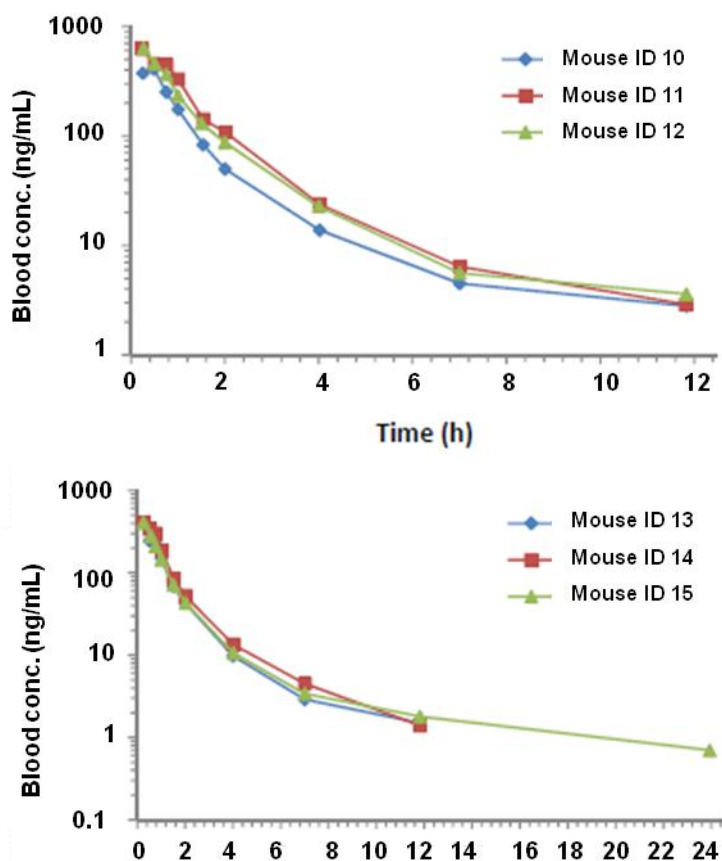 1000
100
10
1
Blood conc. (ng/mL)
Mouse ID 10
Mouse ID 11
Mouse ID 12
0 2 4 6 8 10 12
Time (h)
1000
100
10
1
0.1
Blood conc. (ng/mL)
Mouse ID 13
Mouse ID 14
Mouse ID 15
0 2 4 6 8 10 12 14 16 18 20 22 24